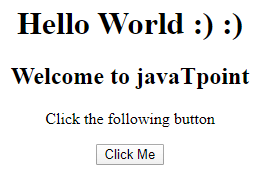 Hello World :) :)
Welcome to javaTpoint
Click the following button
Click Me